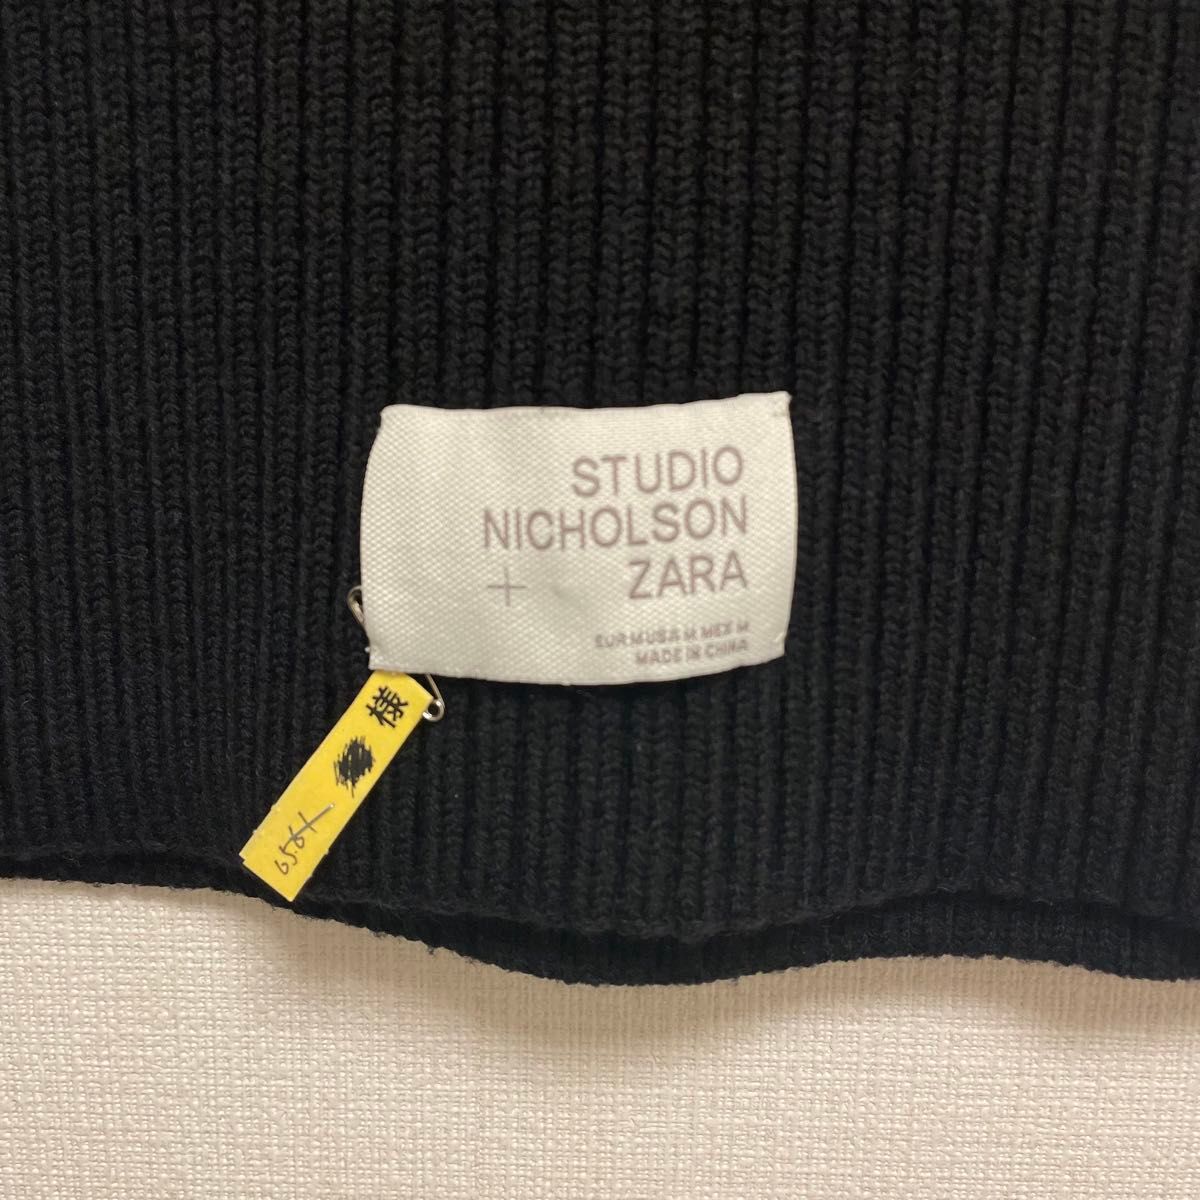 STUDIO
NICHOLSON
+ ZARA
EUR M USA M MEX M
MADE IN CHINA
様
6561